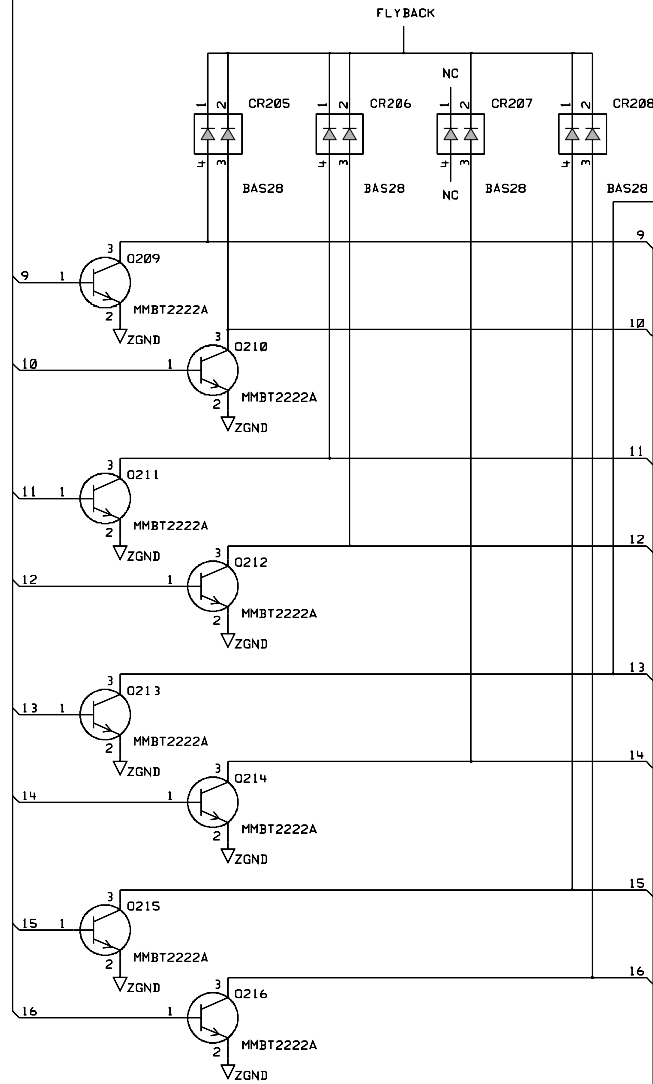 FLYBACK
NC
1 2 CR205
1 2 CR206
1 2 CR207
1 2 CR208
4 3
4 3
4 3
4 3
BAS28
BAS28
NC
BAS28
BAS28
9
3 Q209
9 1
MMBT2222A
2
ZGND
10
3 Q210
10 1
MMBT2222A
2
ZGND
11
3 Q211
11 1
MMBT2222A
2
ZGND
12
3 Q212
12 1
MMBT2222A
2
ZGND
13
3 Q213
13 1
MMBT2222A
2
ZGND
14
3 Q214
14 1
MMBT2222A
2
ZGND
15
3 Q215
15 1
MMBT2222A
2
ZGND
16
3 Q216
16 1
MMBT2222A
2
ZGND